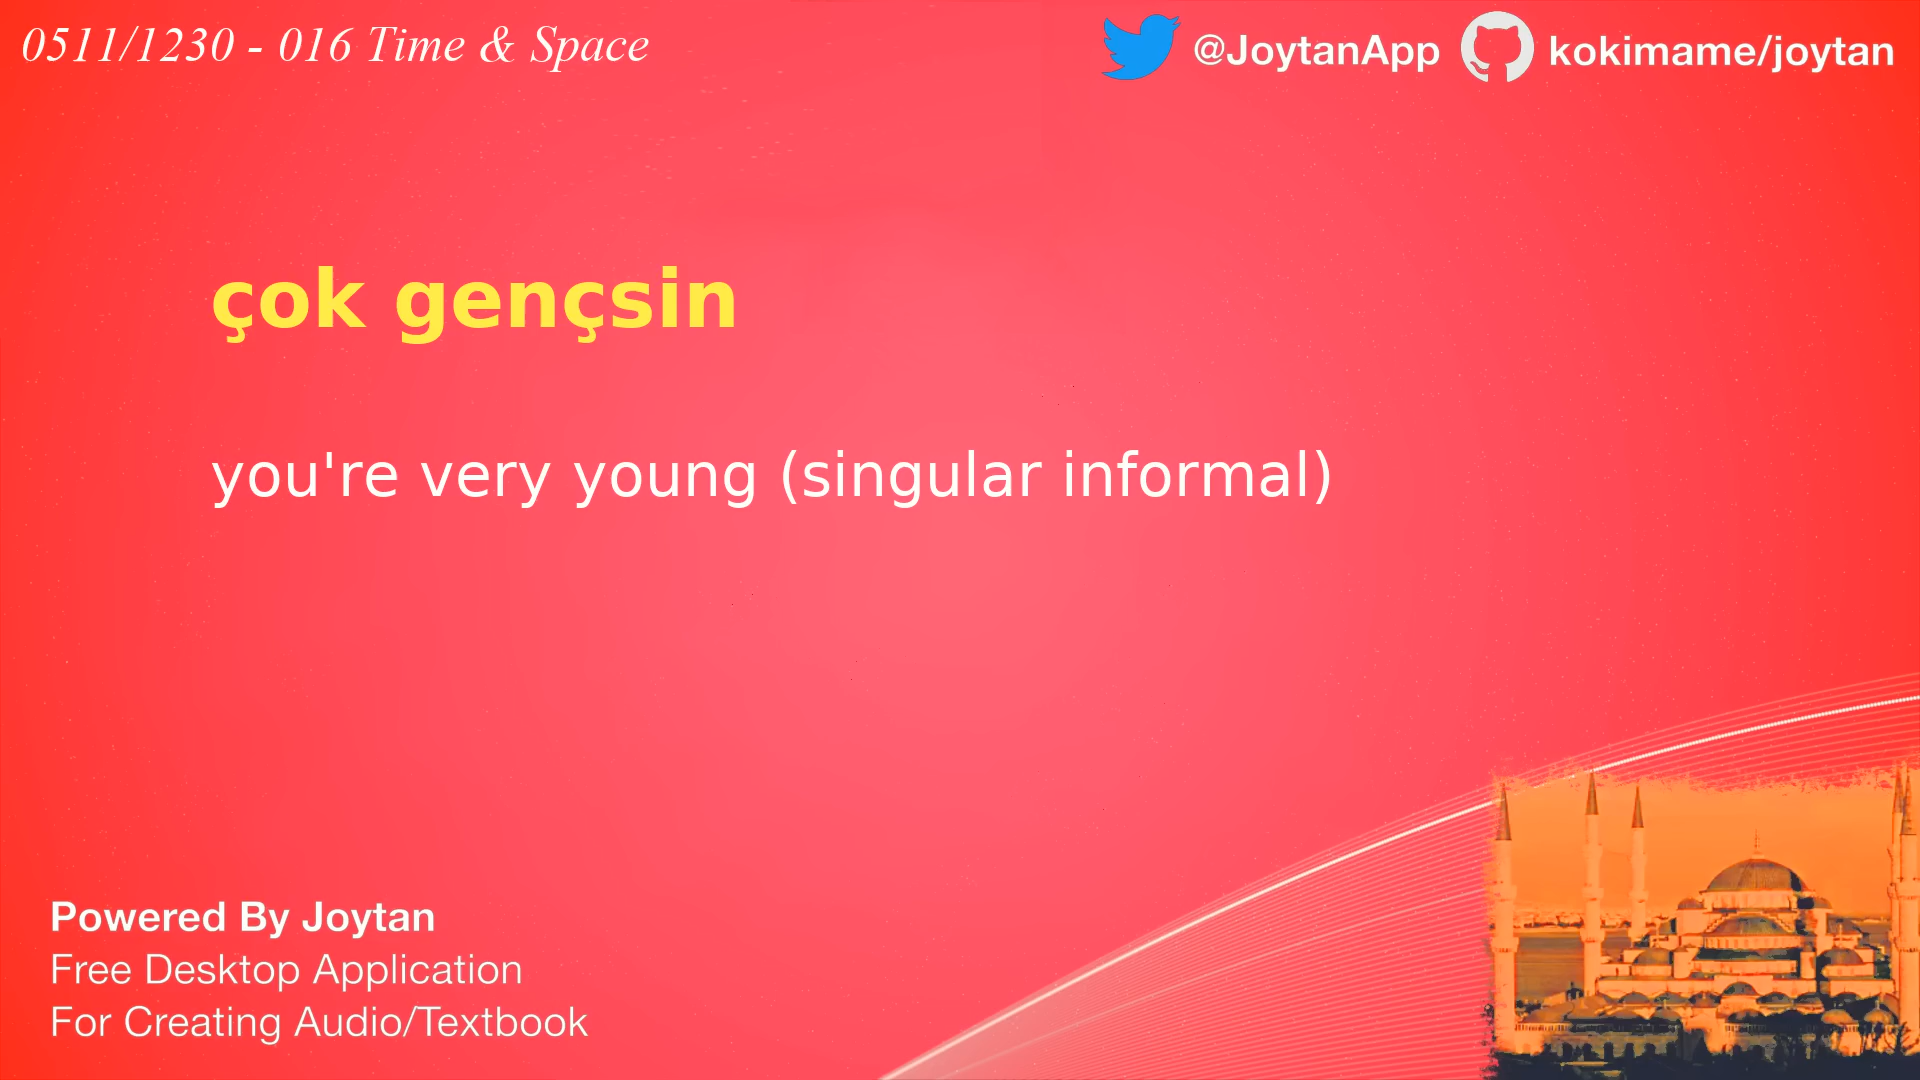 0511/1230 - 016 Time & Space
@JoytanApp
kokimame/joytan
çok gençsin
you're very young (singular informal)
Powered By Joytan
Free Desktop Application
For Creating Audio/Textbook